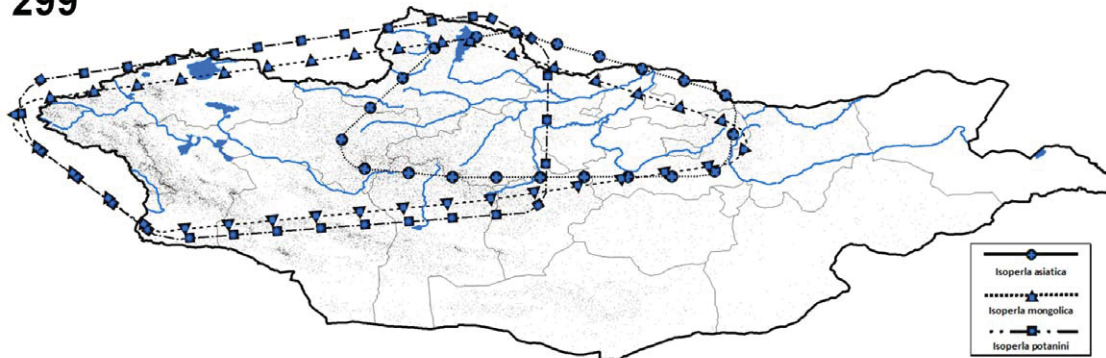 299
Isoperla asiatica
Isoperla mongolica
Isoperla potanini